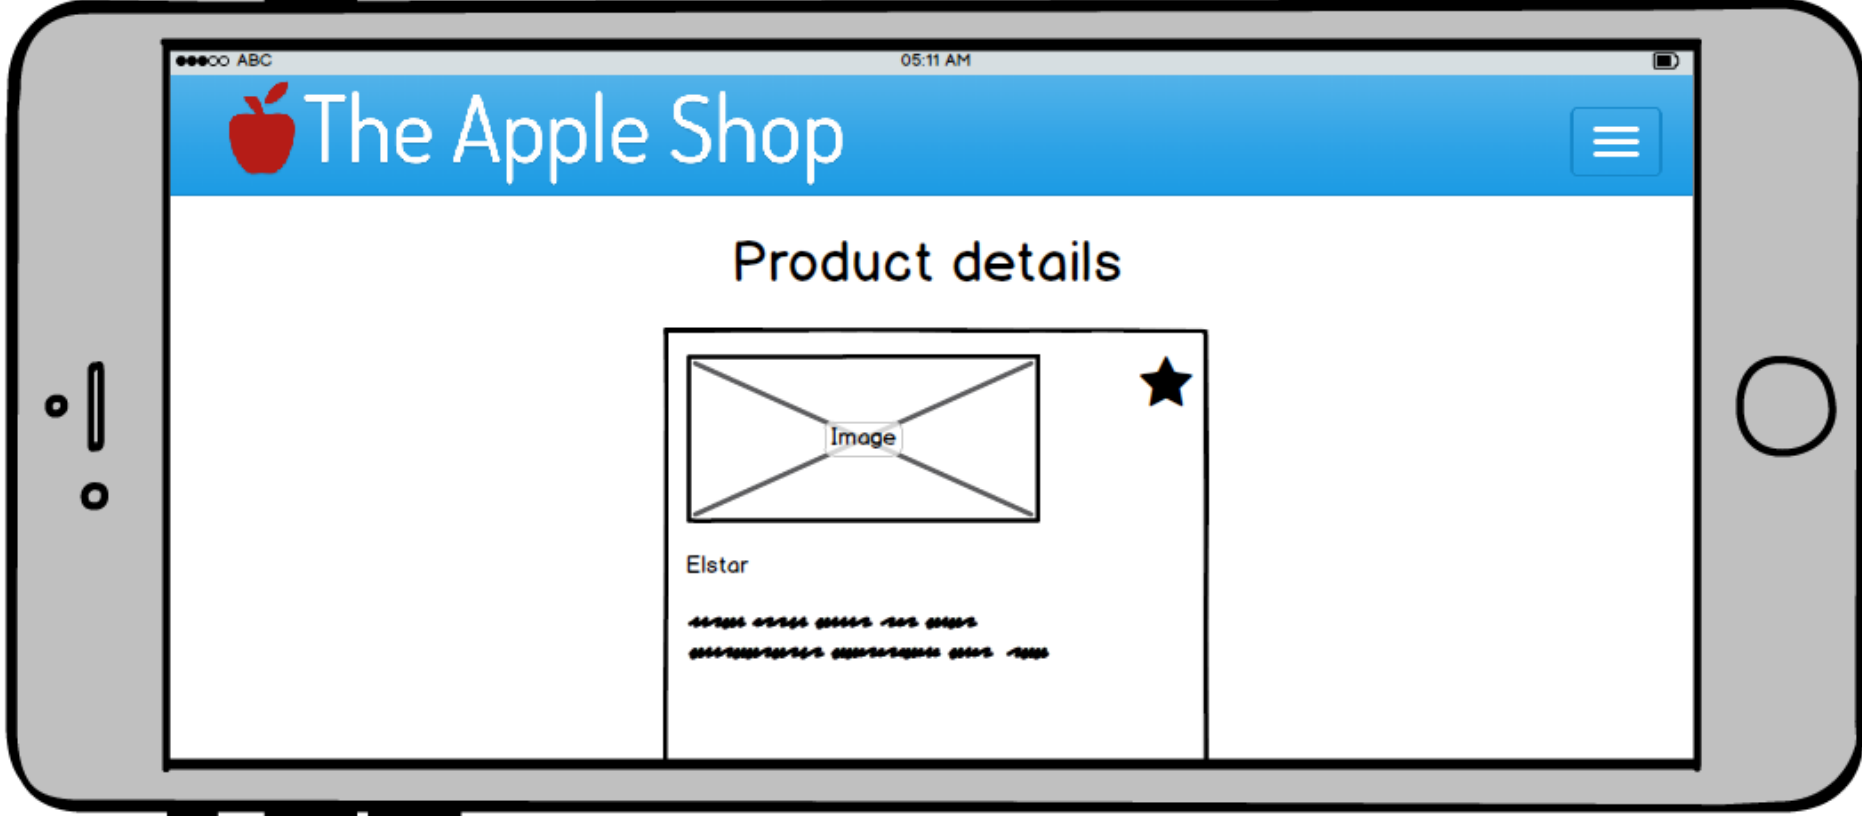 ABC
05:11 AM
The Apple Shop
Product details
Image
Elstar